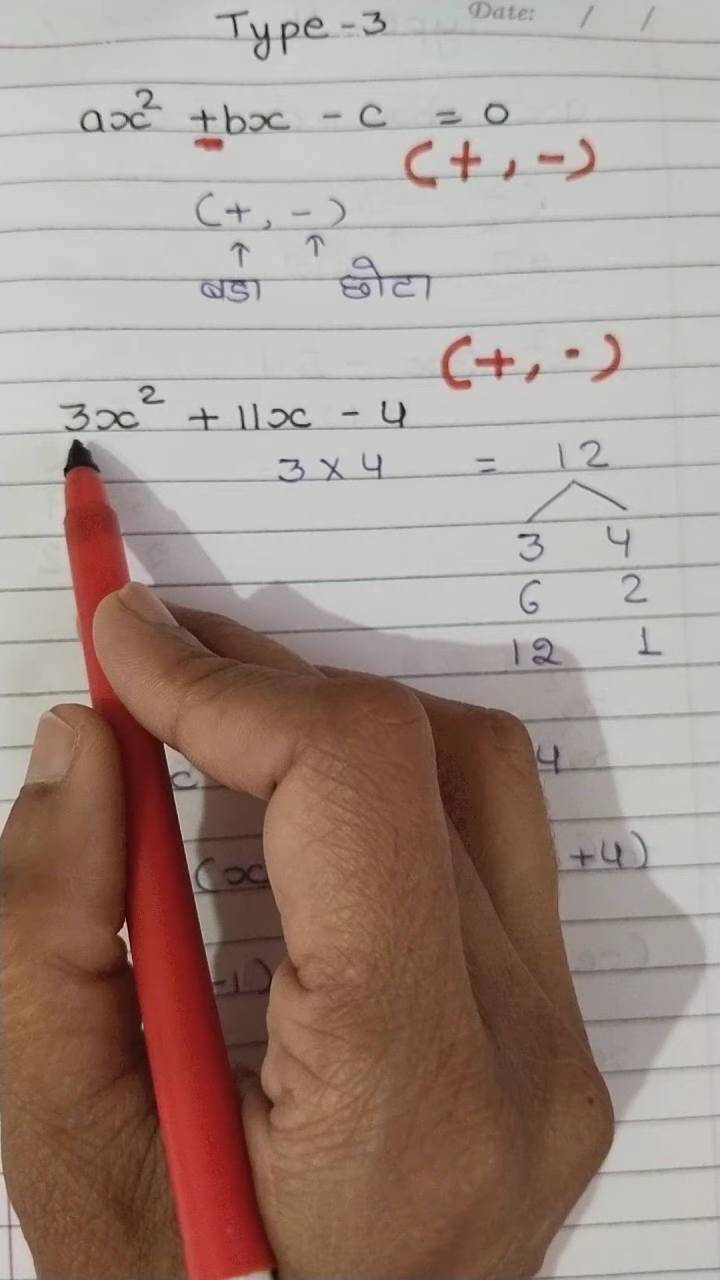 Type-3
Date: / /
ax² +bx - c = 0
(+, -)
(+, -)
↑ ↑
बडा छोटा
(+, -)
3x² + 11x - 4
3 x 4 = 12
3 4
6 2
12 1
4
(x +4)
-1)